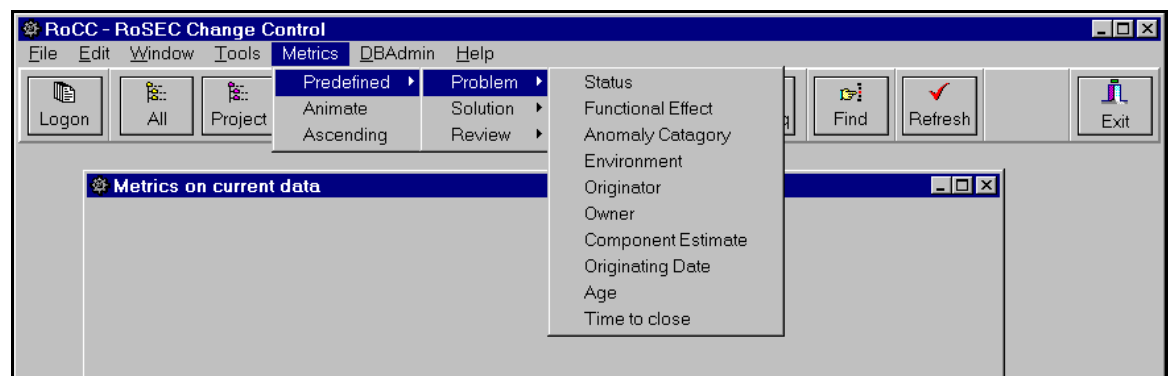 RoCC - RoSEC Change Control
File Edit Window Tools Metrics DBAdmin Help
Logon All Project Find Refresh Exit
Predefined Problem Status
Animate Solution Functional Effect
Ascending Review Anomaly Catagory
Environment
Metrics on current data Originator
Owner
Component Estimate
Originating Date
Age
Time to close